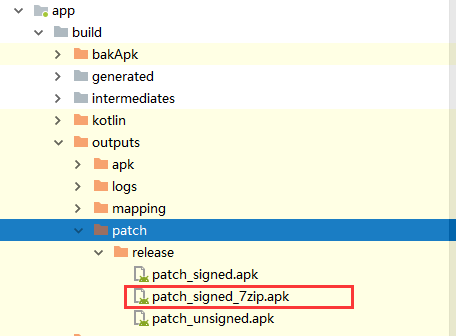 app
build
bakApk
generated
intermediates
kotlin
outputs
apk
logs
mapping
patch
release
patch_signed.apk
patch_signed_7zip.apk
patch_unsigned.apk